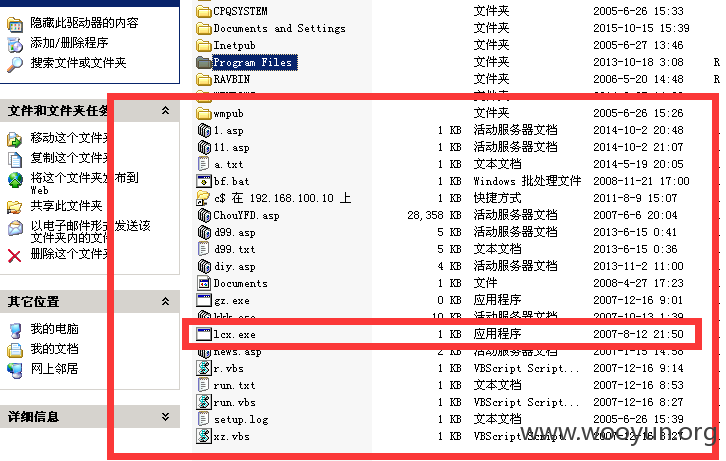 隐藏此驱动器的内容
添加/删除程序
搜索文件或文件夹
文件和文件夹任务
移动这个文件夹
复制这个文件夹
将这个文件夹发布到
Web
共享此文件夹
以电子邮件形式发送该
文件夹内的文件
删除这个文件夹
其它位置
我的电脑
我的文档
网上邻居
详细信息
CPQSYSTEM 文件夹 2005-6-26 15:33
Documents and Settings 文件夹 2015-10-15 15:39
Inetpub 文件夹 2005-6-27 13:46
Program Files 文件夹 2013-10-18 3:08 R
RAVBIN 文件夹 2006-5-20 14:48 R
wmpub 文件夹 2005-6-26 15:26
1.asp 1 KB 活动服务器文档 2014-10-2 20:48
11.asp 1 KB 活动服务器文档 2014-10-2 21:07
a.txt 1 KB 文本文档 2014-5-19 20:05
bf.bat 1 KB Windows 批处理文件 2008-11-21 17:00
c$ 在 192.168.100.10 上 1 KB 快捷方式 2011-8-9 15:07
ChouYFD.asp 28,358 KB 活动服务器文档 2007-6-6 20:04
d99.asp 5 KB 活动服务器文档 2013-6-15 0:41
d99.txt 5 KB 文本文档 2013-6-15 0:36
diy.asp 4 KB 活动服务器文档 2013-11-2 11:00
Documents 1 KB 文件 2008-4-27 17:23
gz.exe 0 KB 应用程序 2007-12-16 9:01
10 KB 活动服务器文档 2007-10-13 1:39
lcx.exe 1 KB 应用程序 2007-8-12 21:50
news.asp 2 KB 活动服务器文档 2014-7-15 1:58
r.vbs 1 KB VBScript Script... 2007-12-16 9:14
run.txt 1 KB 文本文档 2007-12-16 8:53
run.vbs 1 KB VBScript Script... 2007-12-16 8:27
setup.log 1 KB 文本文档 2005-6-26 15:39
xz.vbs 1 KB VBScript Script... 2007-12-16 8:27
www.wooyun.org